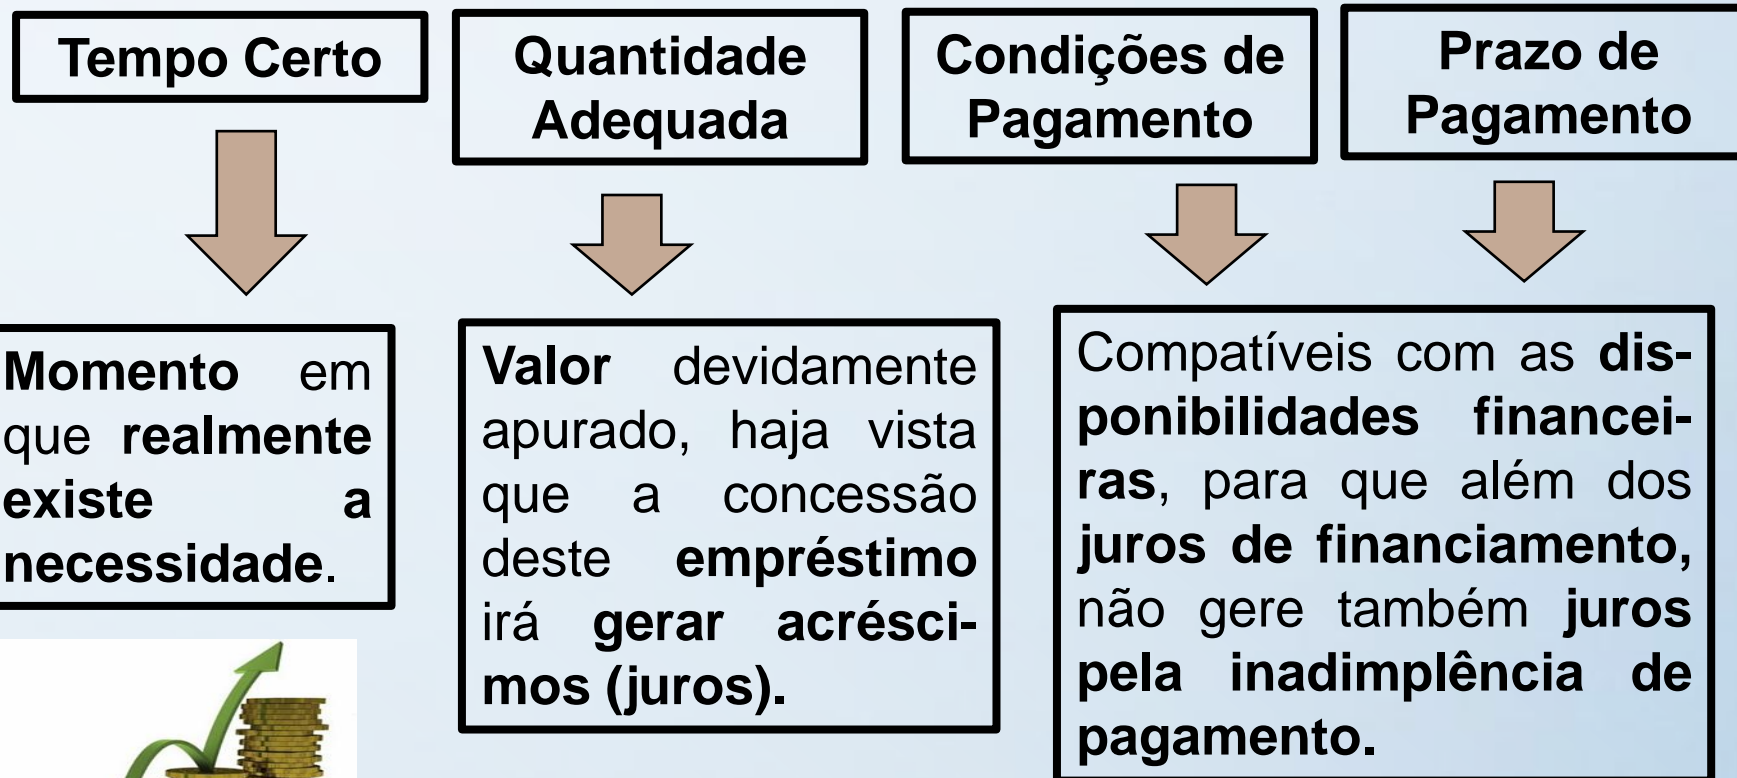 Tempo Certo
Quantidade
Adequada
Condições de
Pagamento
Prazo de
Pagamento
Momento em
que realmente
existe a
necessidade.
Valor devidamente
apurado, haja vista
que a concessão
deste empréstimo
irá gerar acrésci-
mos (juros).
Compatíveis com as dis-
ponibilidades financei-
ras, para que além dos
juros de financiamento,
não gere também juros
pela inadimplência de
pagamento.